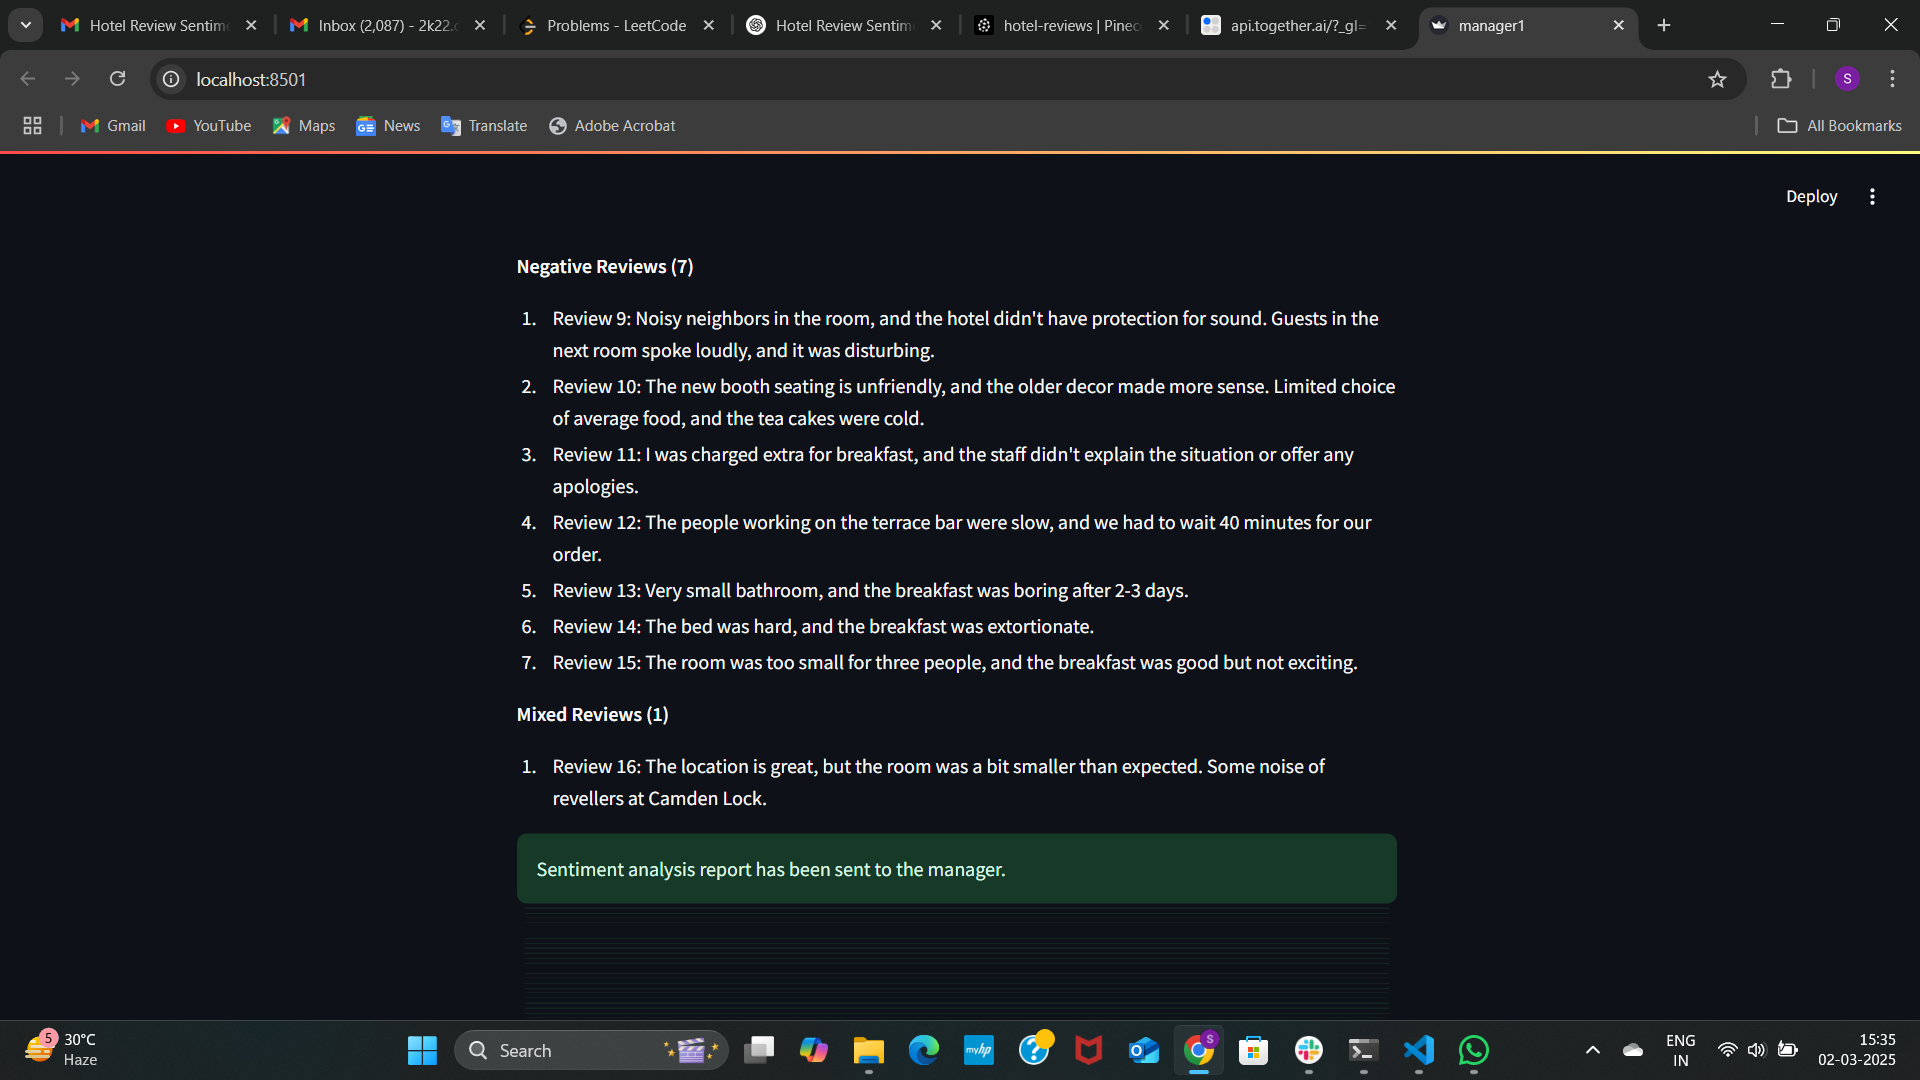 Hotel Review Sentime
Inbox (2,087) - 2k22.c
Problems - LeetCode
Hotel Review Sentim
hotel-reviews | Pinec
api.together.ai/?_gl=
manager1
localhost:8501
S
Gmail
YouTube
Maps
News
Translate
Adobe Acrobat
All Bookmarks
Deploy
Negative Reviews (7)
1. Review 9: Noisy neighbors in the room, and the hotel didn't have protection for sound. Guests in the
next room spoke loudly, and it was disturbing.
2. Review 10: The new booth seating is unfriendly, and the older decor made more sense. Limited choice
of average food, and the tea cakes were cold.
3. Review 11: I was charged extra for breakfast, and the staff didn't explain the situation or offer any
apologies.
4. Review 12: The people working on the terrace bar were slow, and we had to wait 40 minutes for our
order.
5. Review 13: Very small bathroom, and the breakfast was boring after 2-3 days.
6. Review 14: The bed was hard, and the breakfast was extortionate.
7. Review 15: The room was too small for three people, and the breakfast was good but not exciting.
Mixed Reviews (1)
1. Review 16: The location is great, but the room was a bit smaller than expected. Some noise of
revellers at Camden Lock.
Sentiment analysis report has been sent to the manager.
5
30°C
Haze
Search
myhp
S
ENG
IN
15:35
02-03-2025